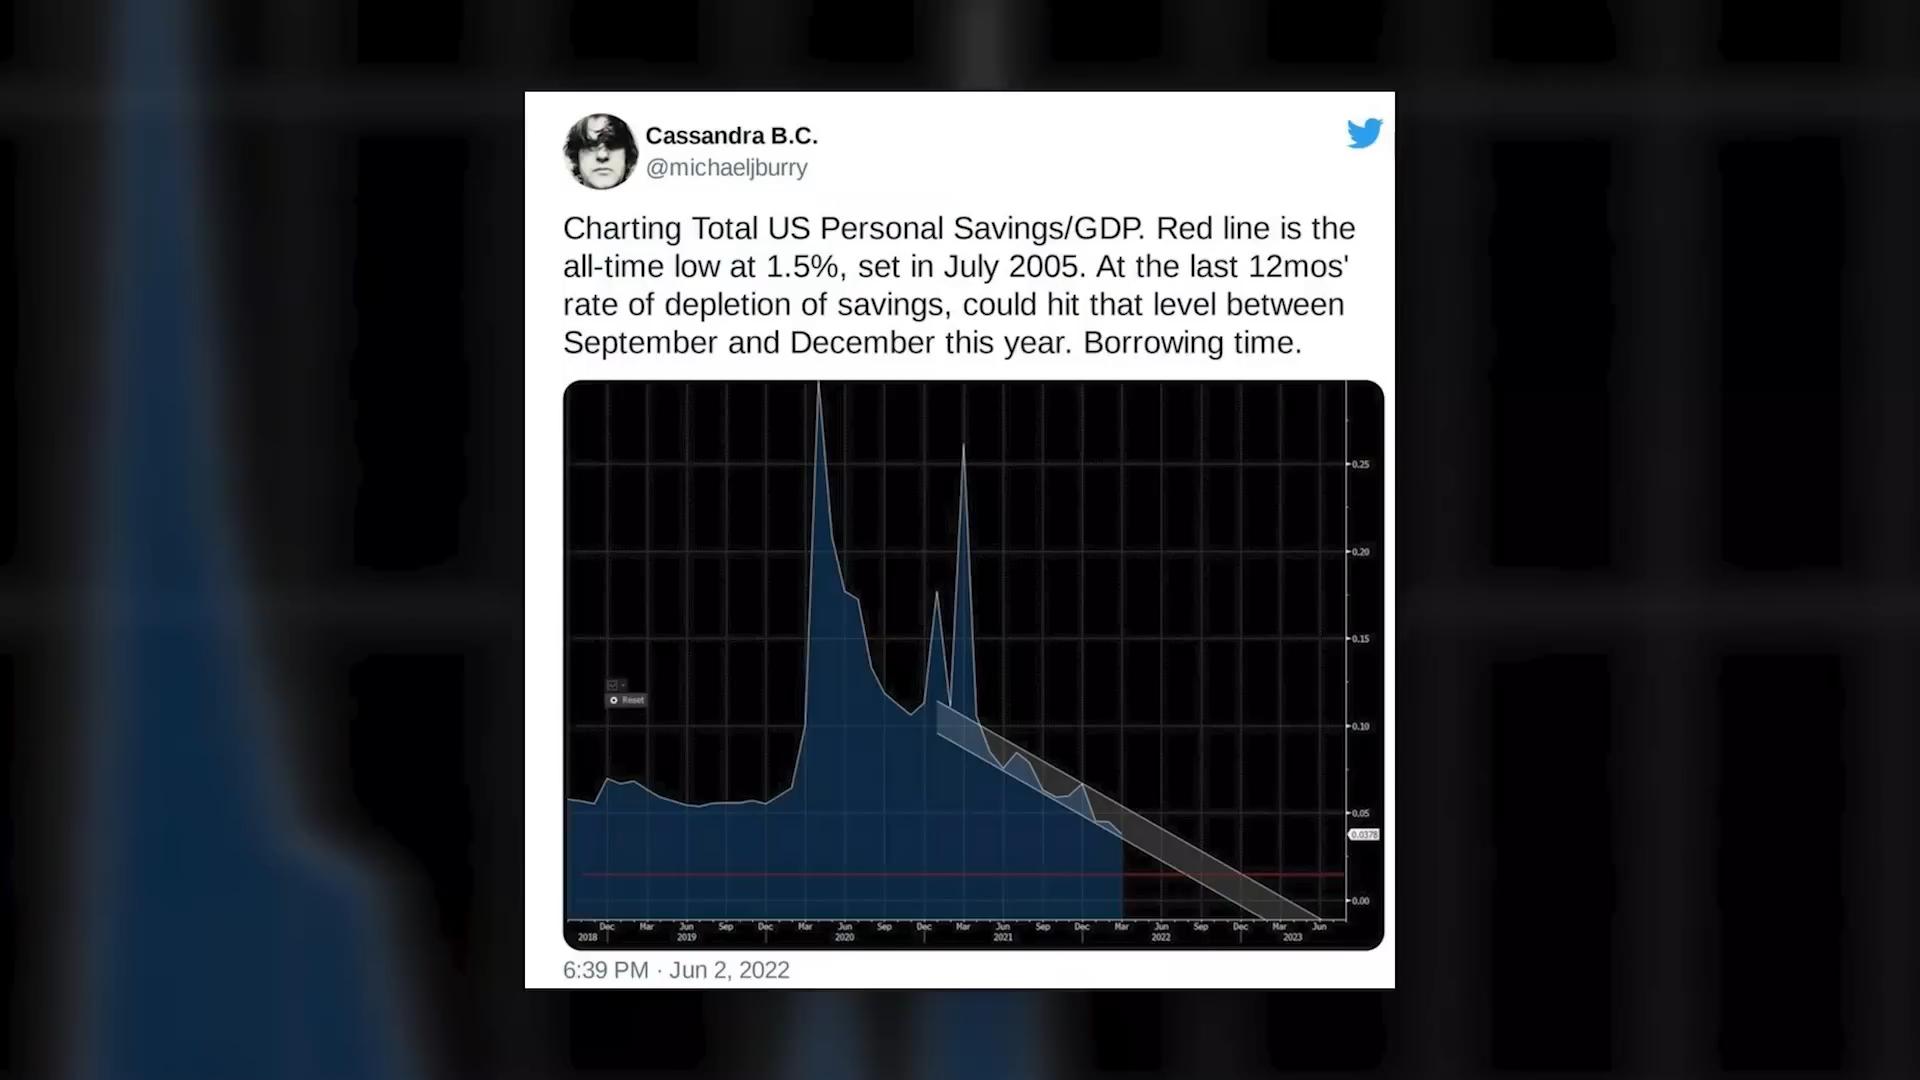 Cassandra B.C.
@michaeljburry
Charting Total US Personal Savings/GDP. Red line is the
all-time low at 1.5%, set in July 2005. At the last 12mos'
rate of depletion of savings, could hit that level between
September and December this year. Borrowing time.
0.25
0.20
0.15
Reset
0.10
0.05
0.0378
0.00
Dec Mar Jun Sep Dec Mar Jun Sep Dec Mar Jun Sep Dec Mar Jun Sep Dec Mar Jun
2018 2019 2020 2021 2022 2023
6:39 PM · Jun 2, 2022